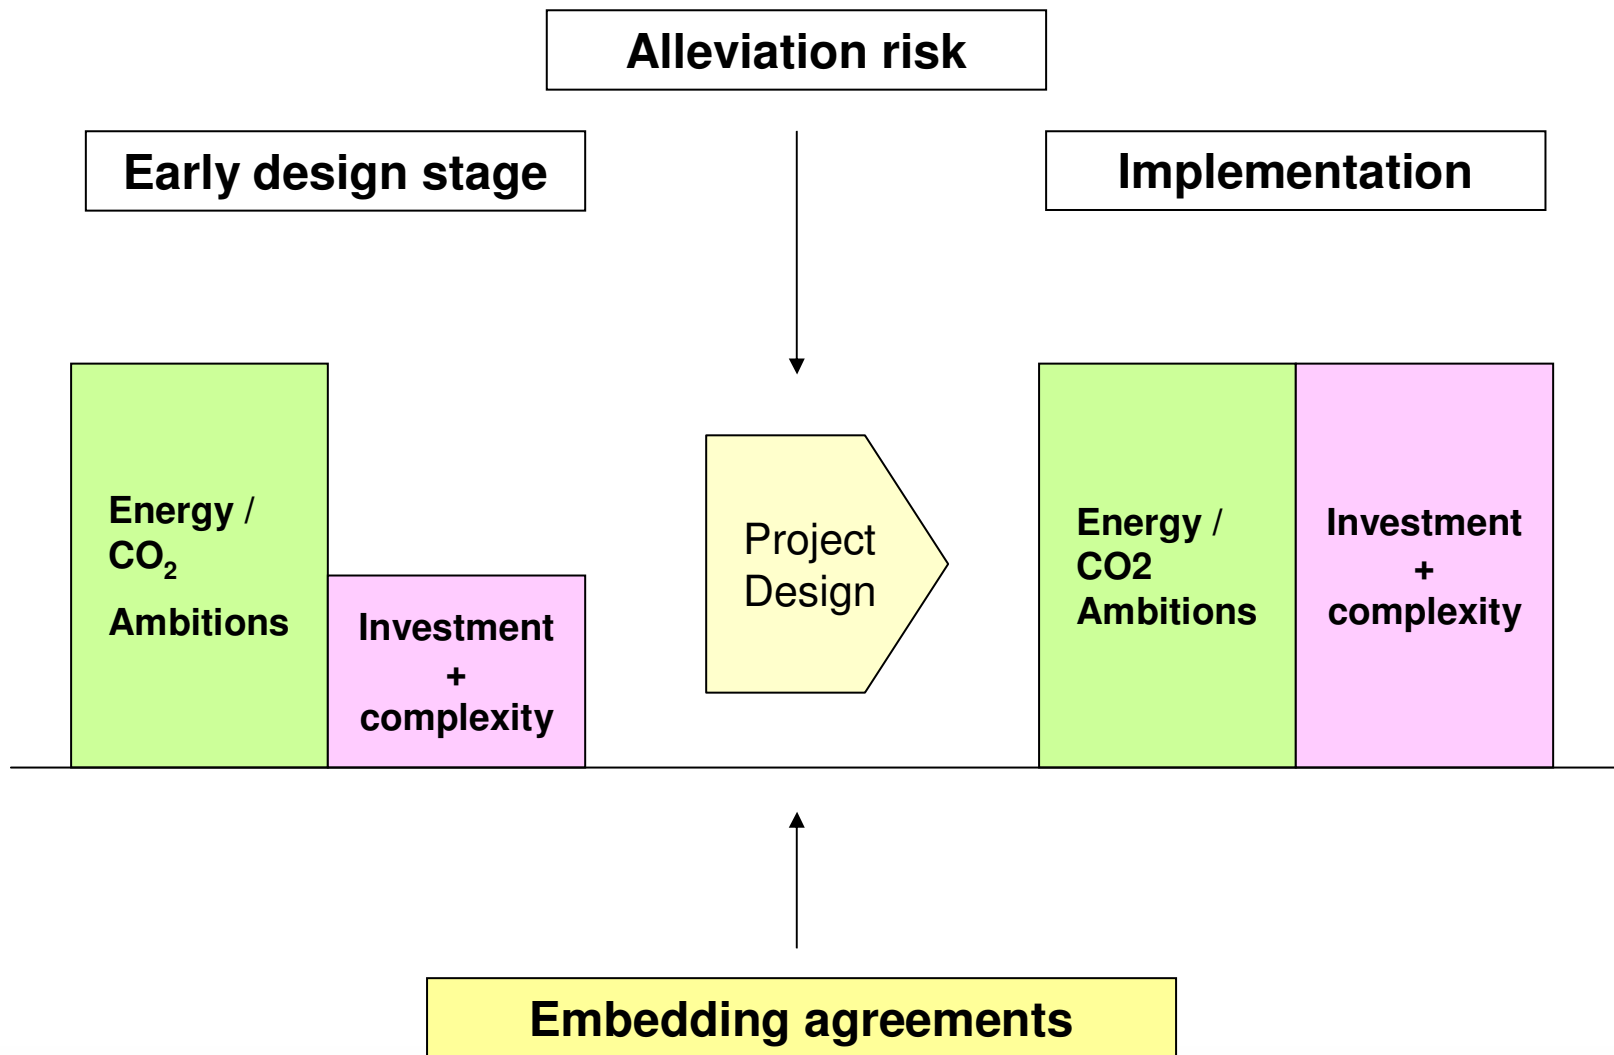 Alleviation risk
Early design stage
Implementation
Energy /
CO₂
Ambitions
Investment
+
complexity
Project
Design
Energy /
CO2
Ambitions
Investment
+
complexity
Embedding agreements